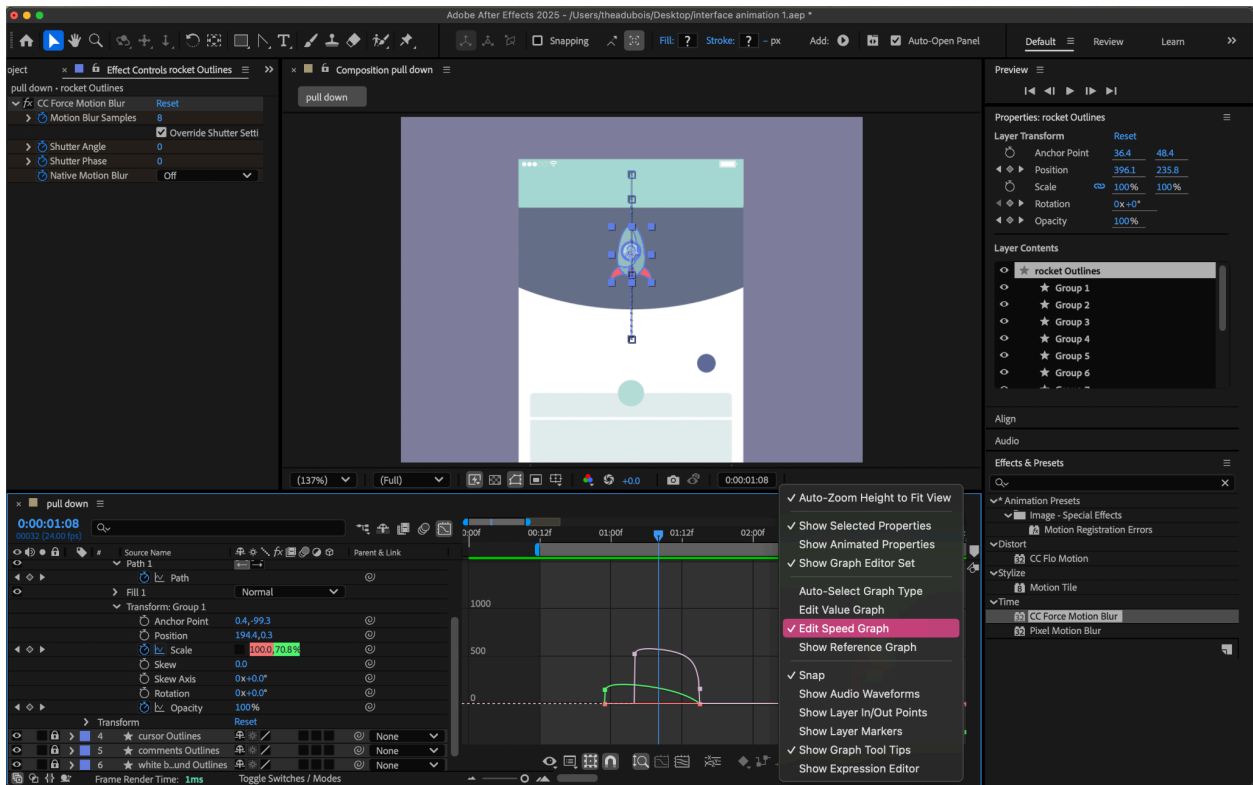 Adobe After Effects 2025 - /Users/theadubois/Desktop/interface animation 1.aep *
Snapping
Fill: ? Stroke: ? - px Add: Auto-Open Panel
Default Review Learn
oject × Effect Controls rocket Outlines × Composition pull down
pull down • rocket Outlines
fx CC Force Motion Blur Reset
Motion Blur Samples 8
Override Shutter Setti
Shutter Angle 0
Shutter Phase 0
Native Motion Blur Off
pull down
(137%) (Full) +0.0 0:00:01:08
Preview
Properties: rocket Outlines
Layer Transform Reset
Anchor Point 36.4 48.4
Position 396.1 235.8
Scale 100% 100%
Rotation 0x+0°
Opacity 100%
Layer Contents
rocket Outlines
Group 1
Group 2
Group 3
Group 4
Group 5
Group 6
Align
Audio
Effects & Presets
* Animation Presets
Image - Special Effects
Motion Registration Errors
Distort
CC Flo Motion
Stylize
Motion Tile
Time
CC Force Motion Blur
Pixel Motion Blur
× pull down
0:00:01:08
00032 (24.00 fps)
# Source Name fx Parent & Link
Path 1
Path
Fill 1 Normal
Transform: Group 1
Anchor Point 0.4,-99.3
Position 194.4,0.3
Scale 100.0,70.8%
Skew 0.0
Skew Axis 0x+0.0°
Rotation 0x+0.0°
Opacity 100%
Transform Reset
4 cursor Outlines None
5 comments Outlines None
6 white b...und Outlines None
Frame Render Time: 1ms Toggle Switches / Modes
00:12f 01:00f 01:12f 02:00f
1000
500
0
Auto-Zoom Height to Fit View
Show Selected Properties
Show Animated Properties
Show Graph Editor Set
Auto-Select Graph Type
Edit Value Graph
Edit Speed Graph
Show Reference Graph
Snap
Show Audio Waveforms
Show Layer In/Out Points
Show Layer Markers
Show Graph Tool Tips
Show Expression Editor